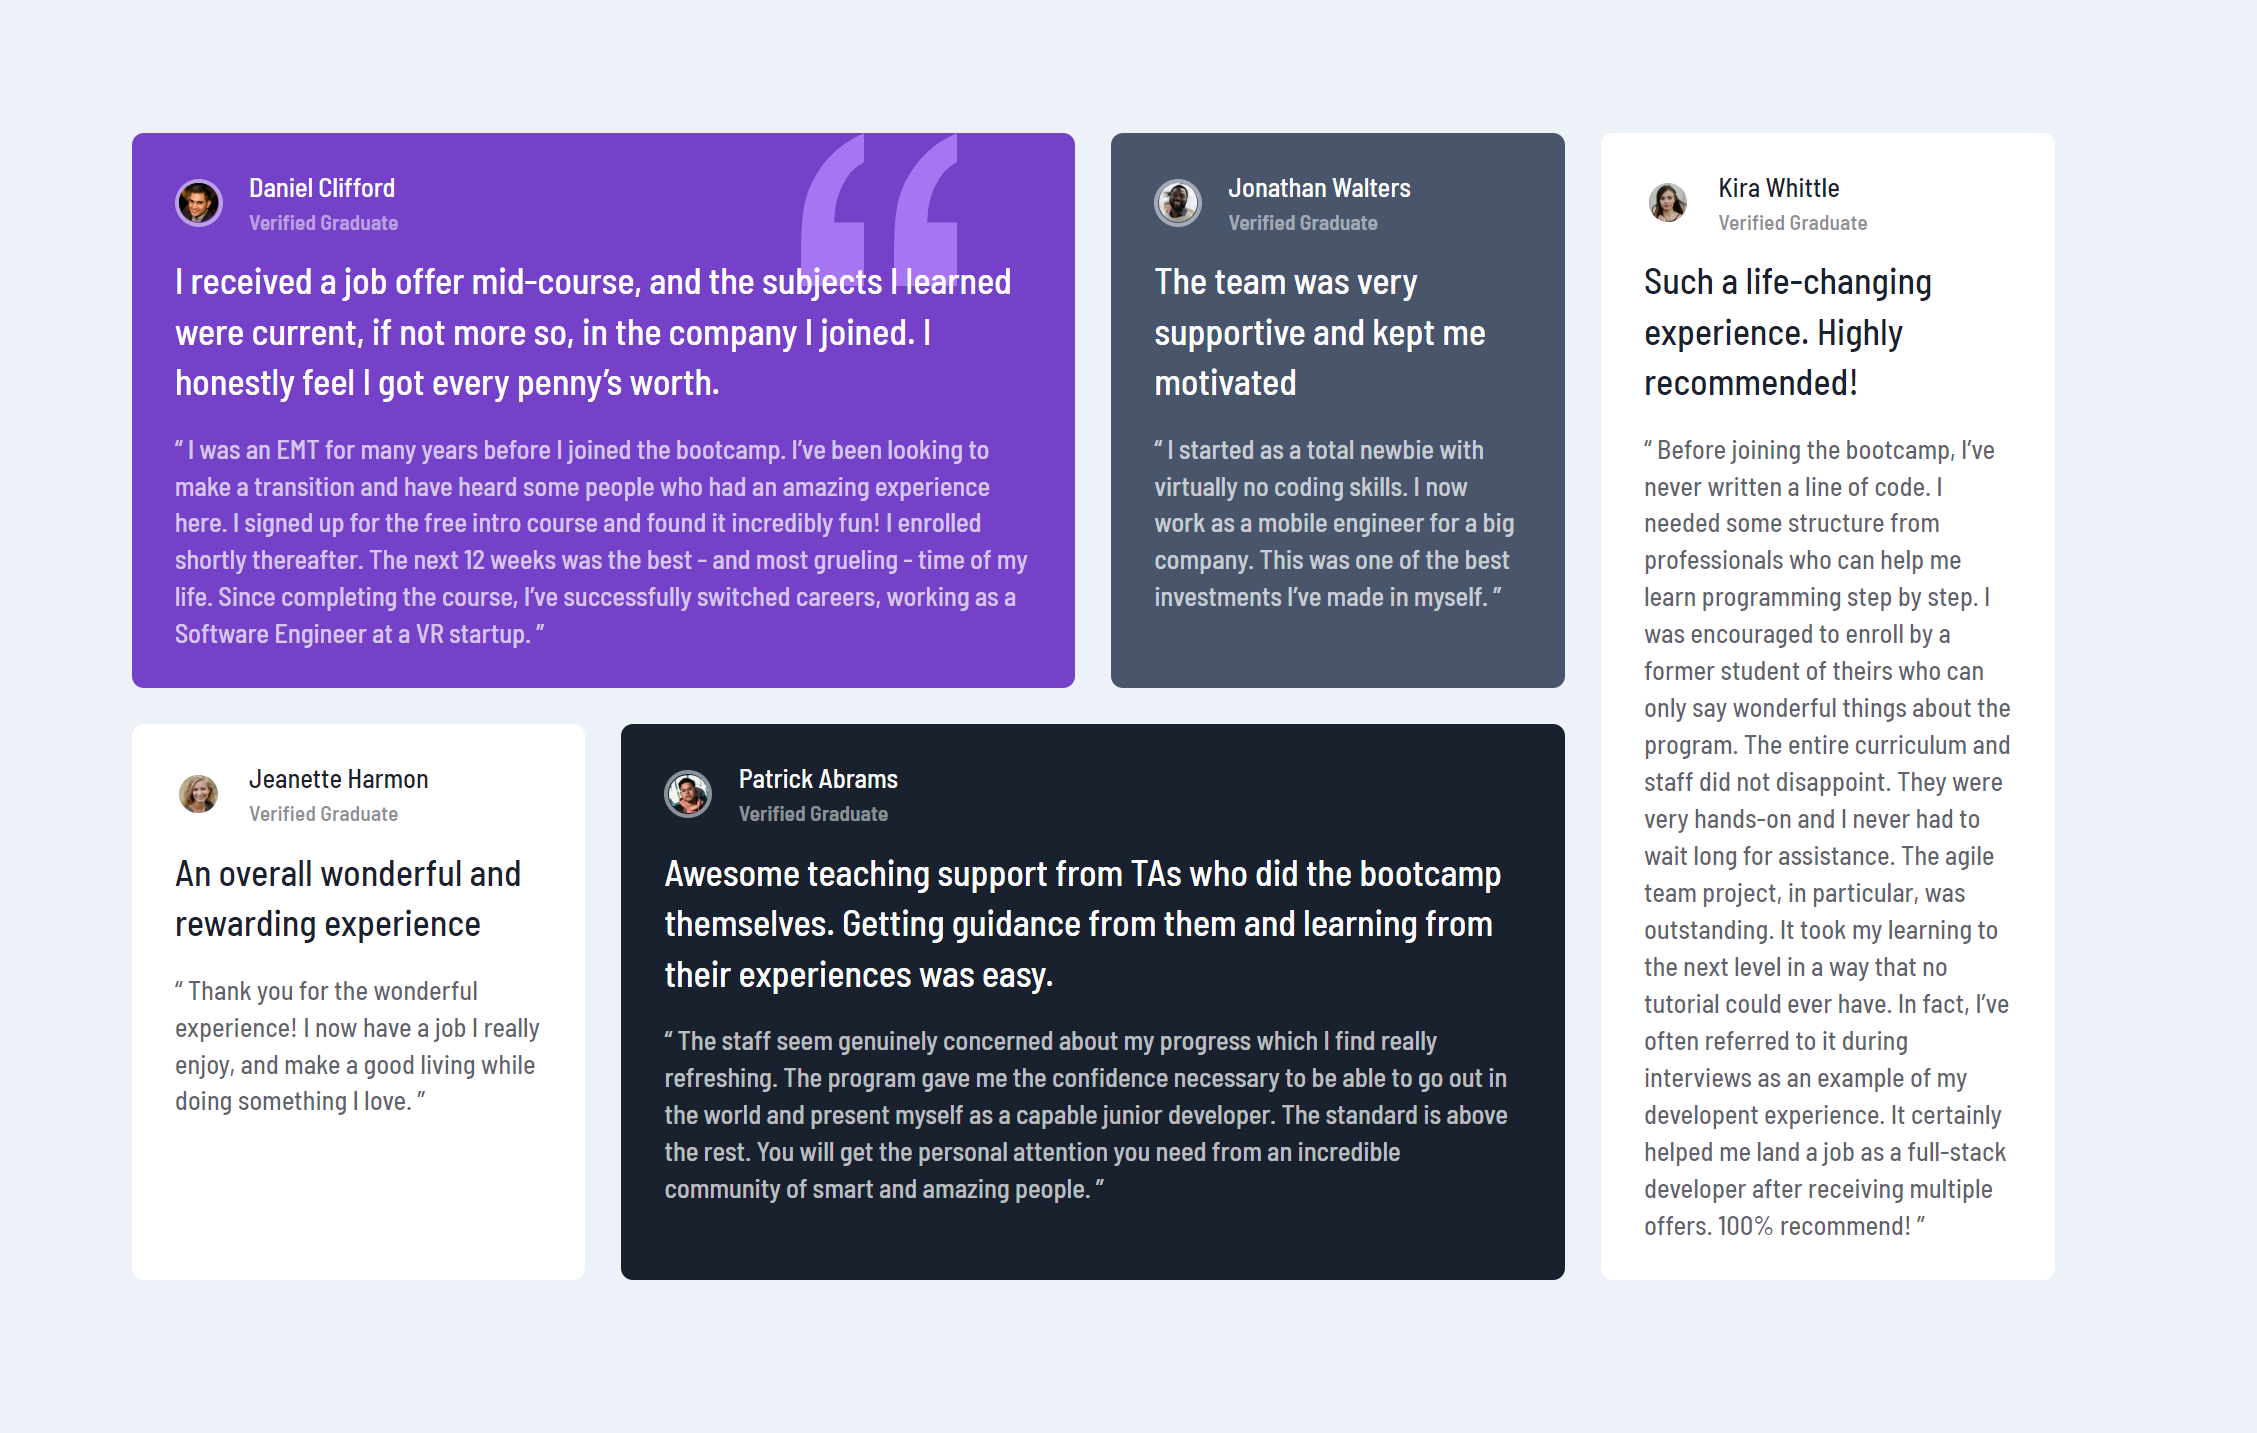 Daniel Clifford
Verified Graduate
I received a job offer mid-course, and the subjects I learned
were current, if not more so, in the company I joined. I
honestly feel I got every penny’s worth.
“ I was an EMT for many years before I joined the bootcamp. I’ve been looking to
make a transition and have heard some people who had an amazing experience
here. I signed up for the free intro course and found it incredibly fun! I enrolled
shortly thereafter. The next 12 weeks was the best - and most grueling - time of my
life. Since completing the course, I’ve successfully switched careers, working as a
Software Engineer at a VR startup. ”
Jonathan Walters
Verified Graduate
The team was very
supportive and kept me
motivated
“ I started as a total newbie with
virtually no coding skills. I now
work as a mobile engineer for a big
company. This was one of the best
investments I’ve made in myself. ”
Kira Whittle
Verified Graduate
Such a life-changing
experience. Highly
recommended!
“ Before joining the bootcamp, I’ve
never written a line of code. I
needed some structure from
professionals who can help me
learn programming step by step. I
was encouraged to enroll by a
former student of theirs who can
only say wonderful things about the
program. The entire curriculum and
staff did not disappoint. They were
very hands-on and I never had to
wait long for assistance. The agile
team project, in particular, was
outstanding. It took my learning to
the next level in a way that no
tutorial could ever have. In fact, I’ve
often referred to it during
interviews as an example of my
developent experience. It certainly
helped me land a job as a full-stack
developer after receiving multiple
offers. 100% recommend! ”
Jeanette Harmon
Verified Graduate
An overall wonderful and
rewarding experience
“ Thank you for the wonderful
experience! I now have a job I really
enjoy, and make a good living while
doing something I love. ”
Patrick Abrams
Verified Graduate
Awesome teaching support from TAs who did the bootcamp
themselves. Getting guidance from them and learning from
their experiences was easy.
“ The staff seem genuinely concerned about my progress which I find really
refreshing. The program gave me the confidence necessary to be able to go out in
the world and present myself as a capable junior developer. The standard is above
the rest. You will get the personal attention you need from an incredible
community of smart and amazing people. ”